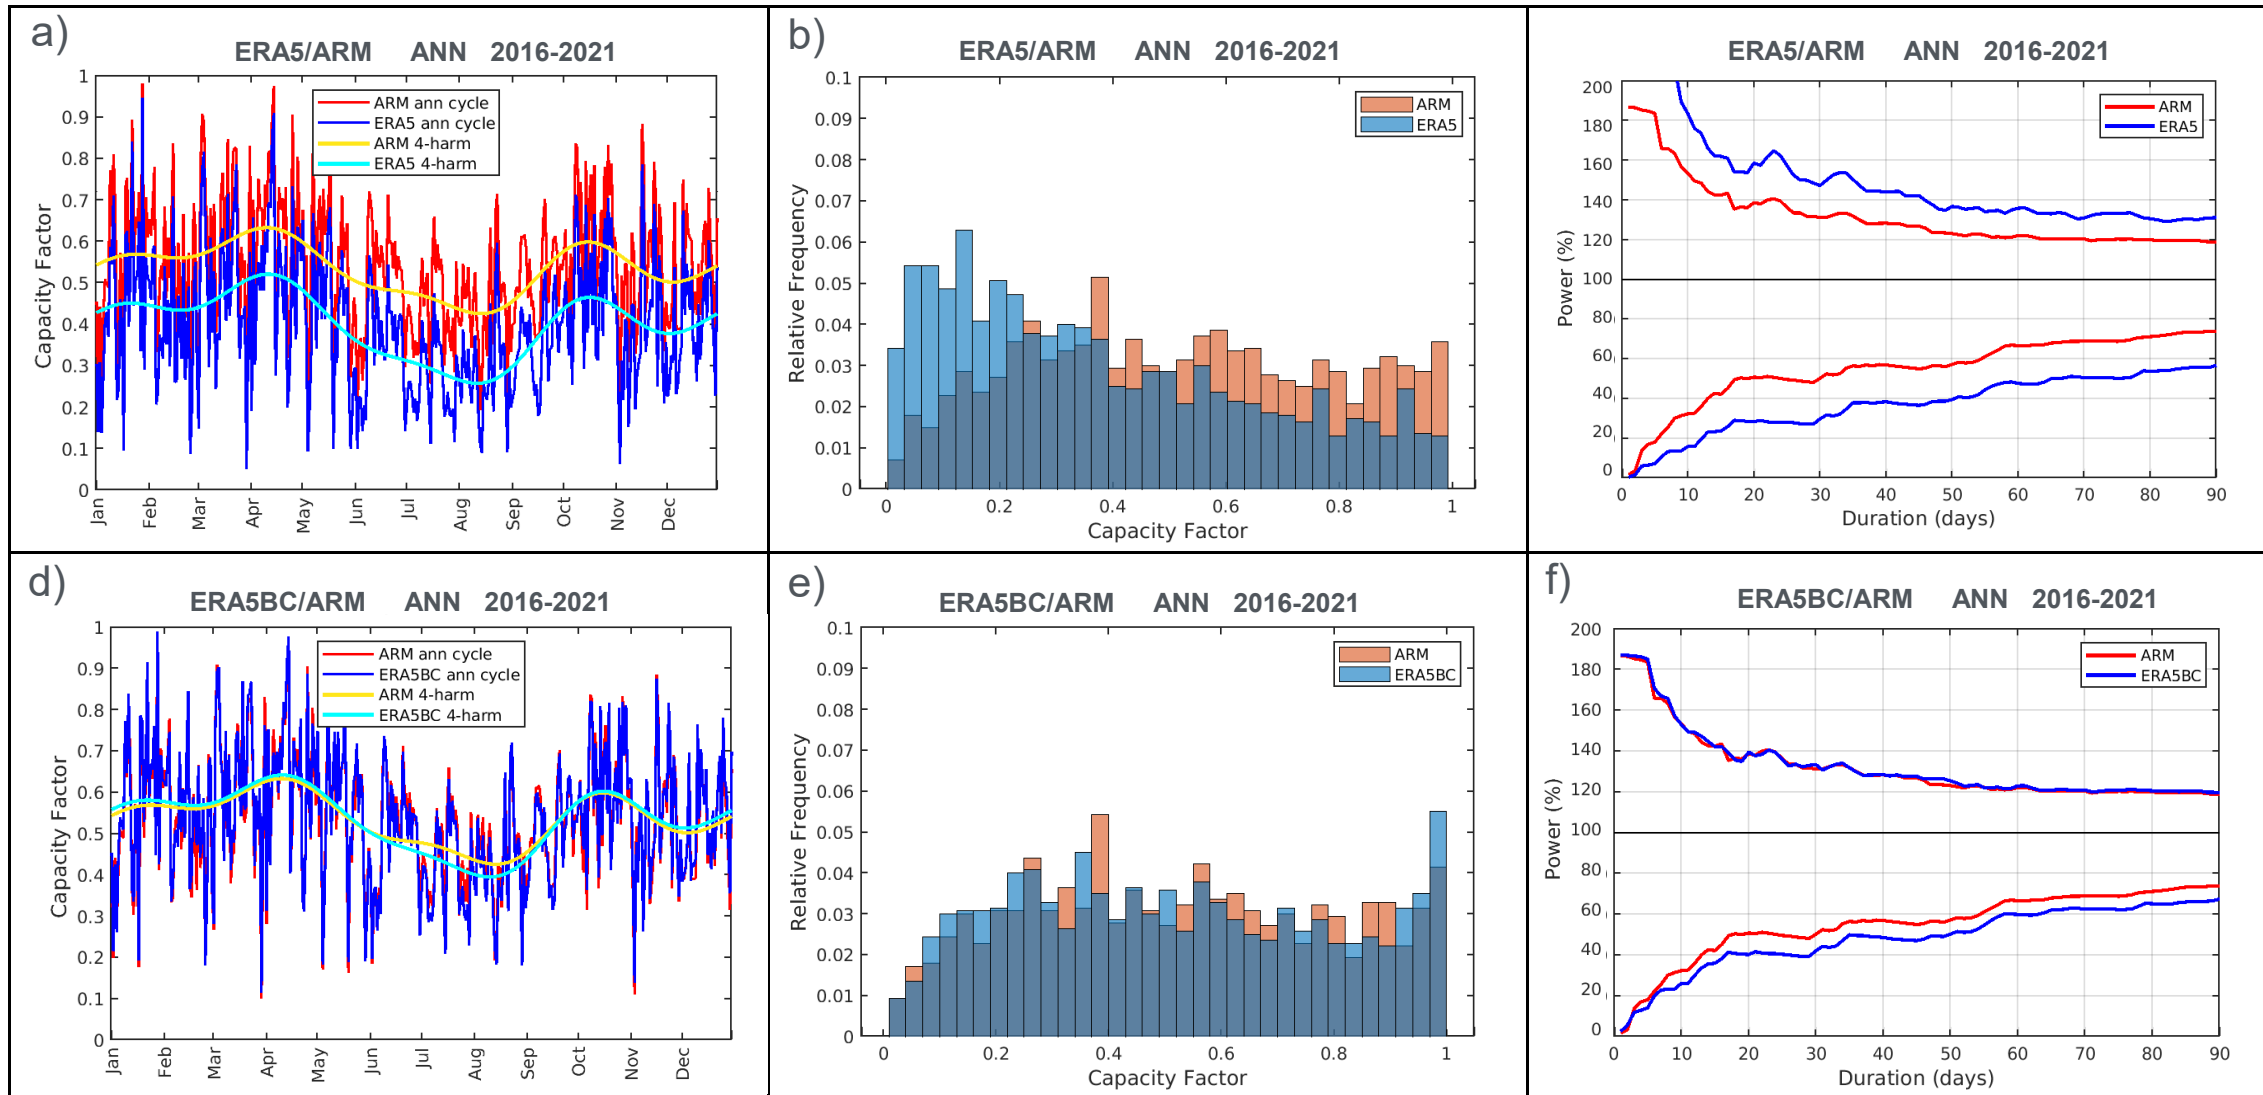 a)
ERA5/ARM ANN 2016-2021
1
0.9
0.8
0.7
0.6
0.5
0.4
0.3
0.2
0.1
0
Capacity Factor
ARM ann cycle
ERA5 ann cycle
ARM 4-harm
ERA5 4-harm
Jan Feb Mar Apr May Jun Jul Aug Sep Oct Nov Dec
b)
ERA5/ARM ANN 2016-2021
0.1
0.09
0.08
0.07
0.06
0.05
0.04
0.03
0.02
0.01
0
Relative Frequency
ARM
ERA5
0 0.2 0.4 0.6 0.8 1
Capacity Factor
ERA5/ARM ANN 2016-2021
200
180
160
140
120
100
80
60
40
20
0
Power (%)
ARM
ERA5
0 10 20 30 40 50 60 70 80 90
Duration (days)
d)
ERA5BC/ARM ANN 2016-2021
1
0.9
0.8
0.7
0.6
0.5
0.4
0.3
0.2
0.1
0
Capacity Factor
ARM ann cycle
ERA5BC ann cycle
ARM 4-harm
ERA5BC 4-harm
Jan Feb Mar Apr May Jun Jul Aug Sep Oct Nov Dec
e)
ERA5BC/ARM ANN 2016-2021
0.1
0.09
0.08
0.07
0.06
0.05
0.04
0.03
0.02
0.01
0
Relative Frequency
ARM
ERA5BC
0 0.2 0.4 0.6 0.8 1
Capacity Factor
f)
ERA5BC/ARM ANN 2016-2021
200
180
160
140
120
100
80
60
40
20
0
Power (%)
ARM
ERA5BC
0 10 20 30 40 50 60 70 80 90
Duration (days)